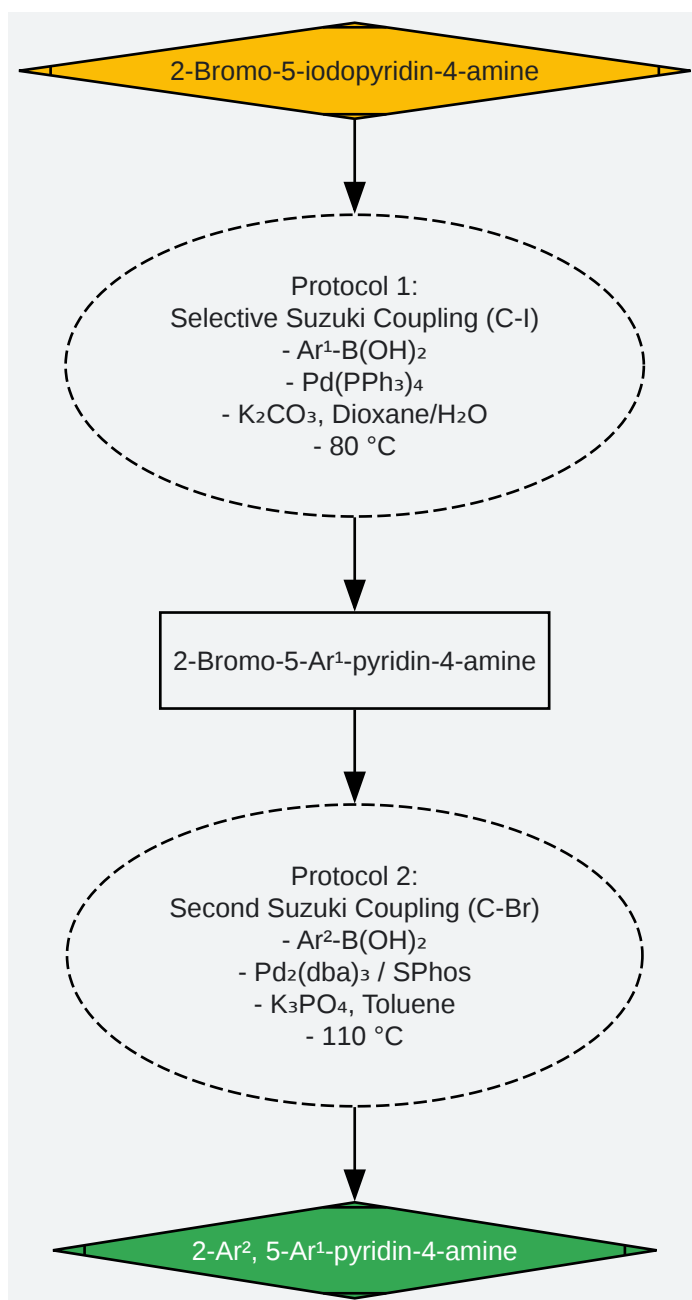 2-Bromo-5-iodopyridin-4-amine
Protocol 1:
Selective Suzuki Coupling (C-I)
- Ar¹-B(OH)₂
- Pd(PPh₃)₄
- K₂CO₃, Dioxane/H₂O
- 80 °C
2-Bromo-5-Ar¹-pyridin-4-amine
Protocol 2:
Second Suzuki Coupling (C-Br)
- Ar²-B(OH)₂
- Pd₂(dba)₃ / SPhos
- K₃PO₄, Toluene
- 110 °C
2-Ar², 5-Ar¹-pyridin-4-amine